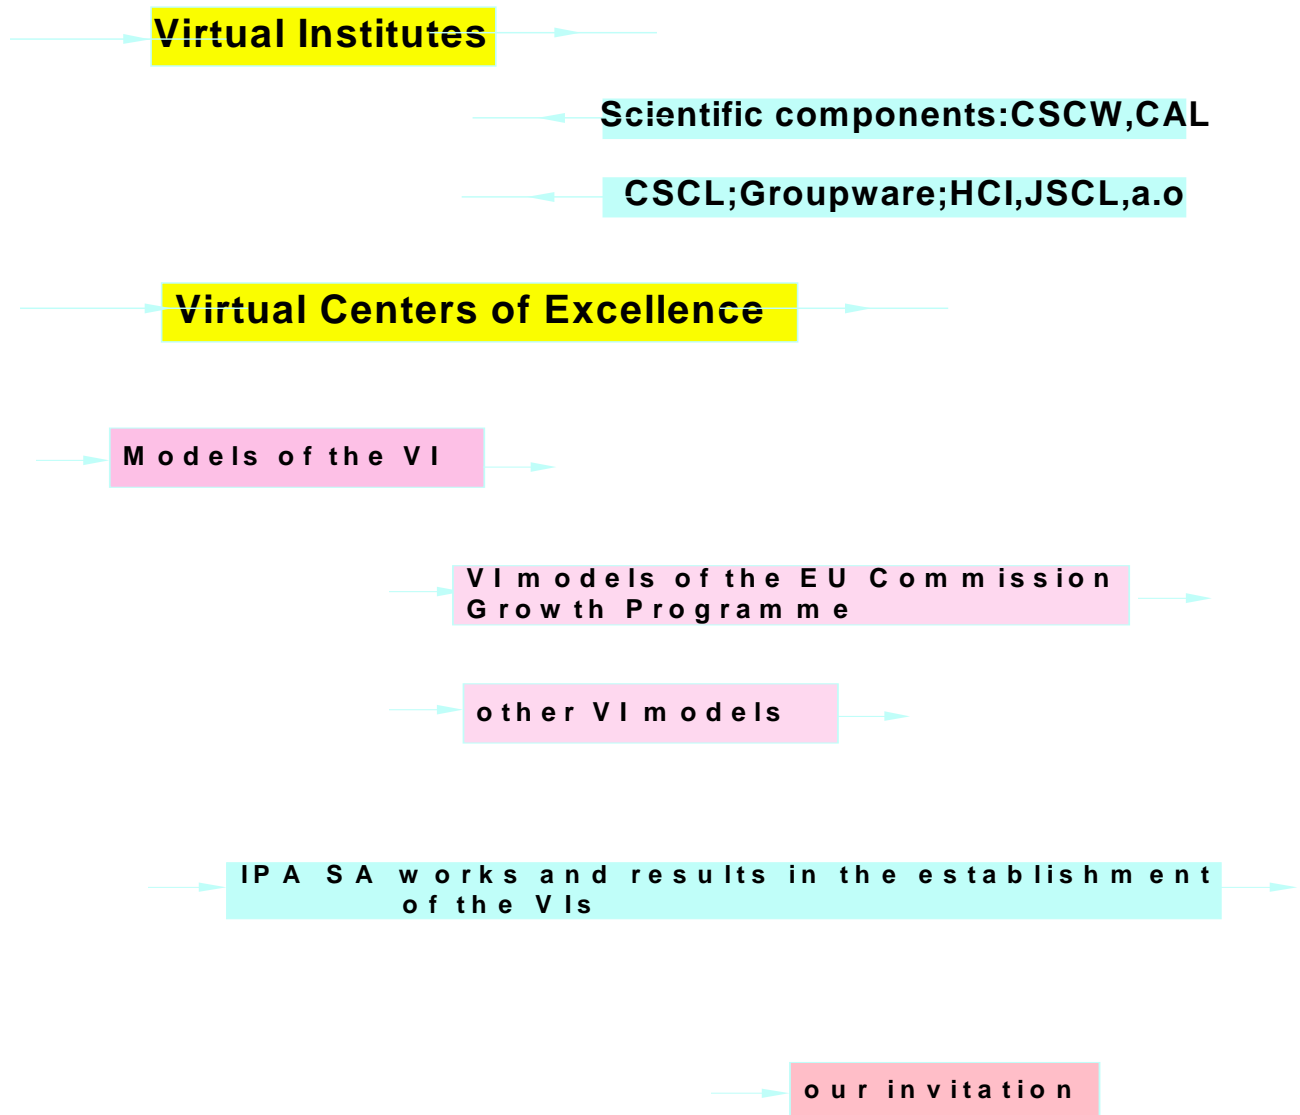 Virtual Institutes
Scientific components:CSCW,CAL
CSCL;Groupware;HCI,JSCL,a.o
Virtual Centers of Excellence
Models of the VI
VI models of the EU Commission
Growth Programme
other VI models
IPA SA works and results in the establishment
of the VIs
our invitation